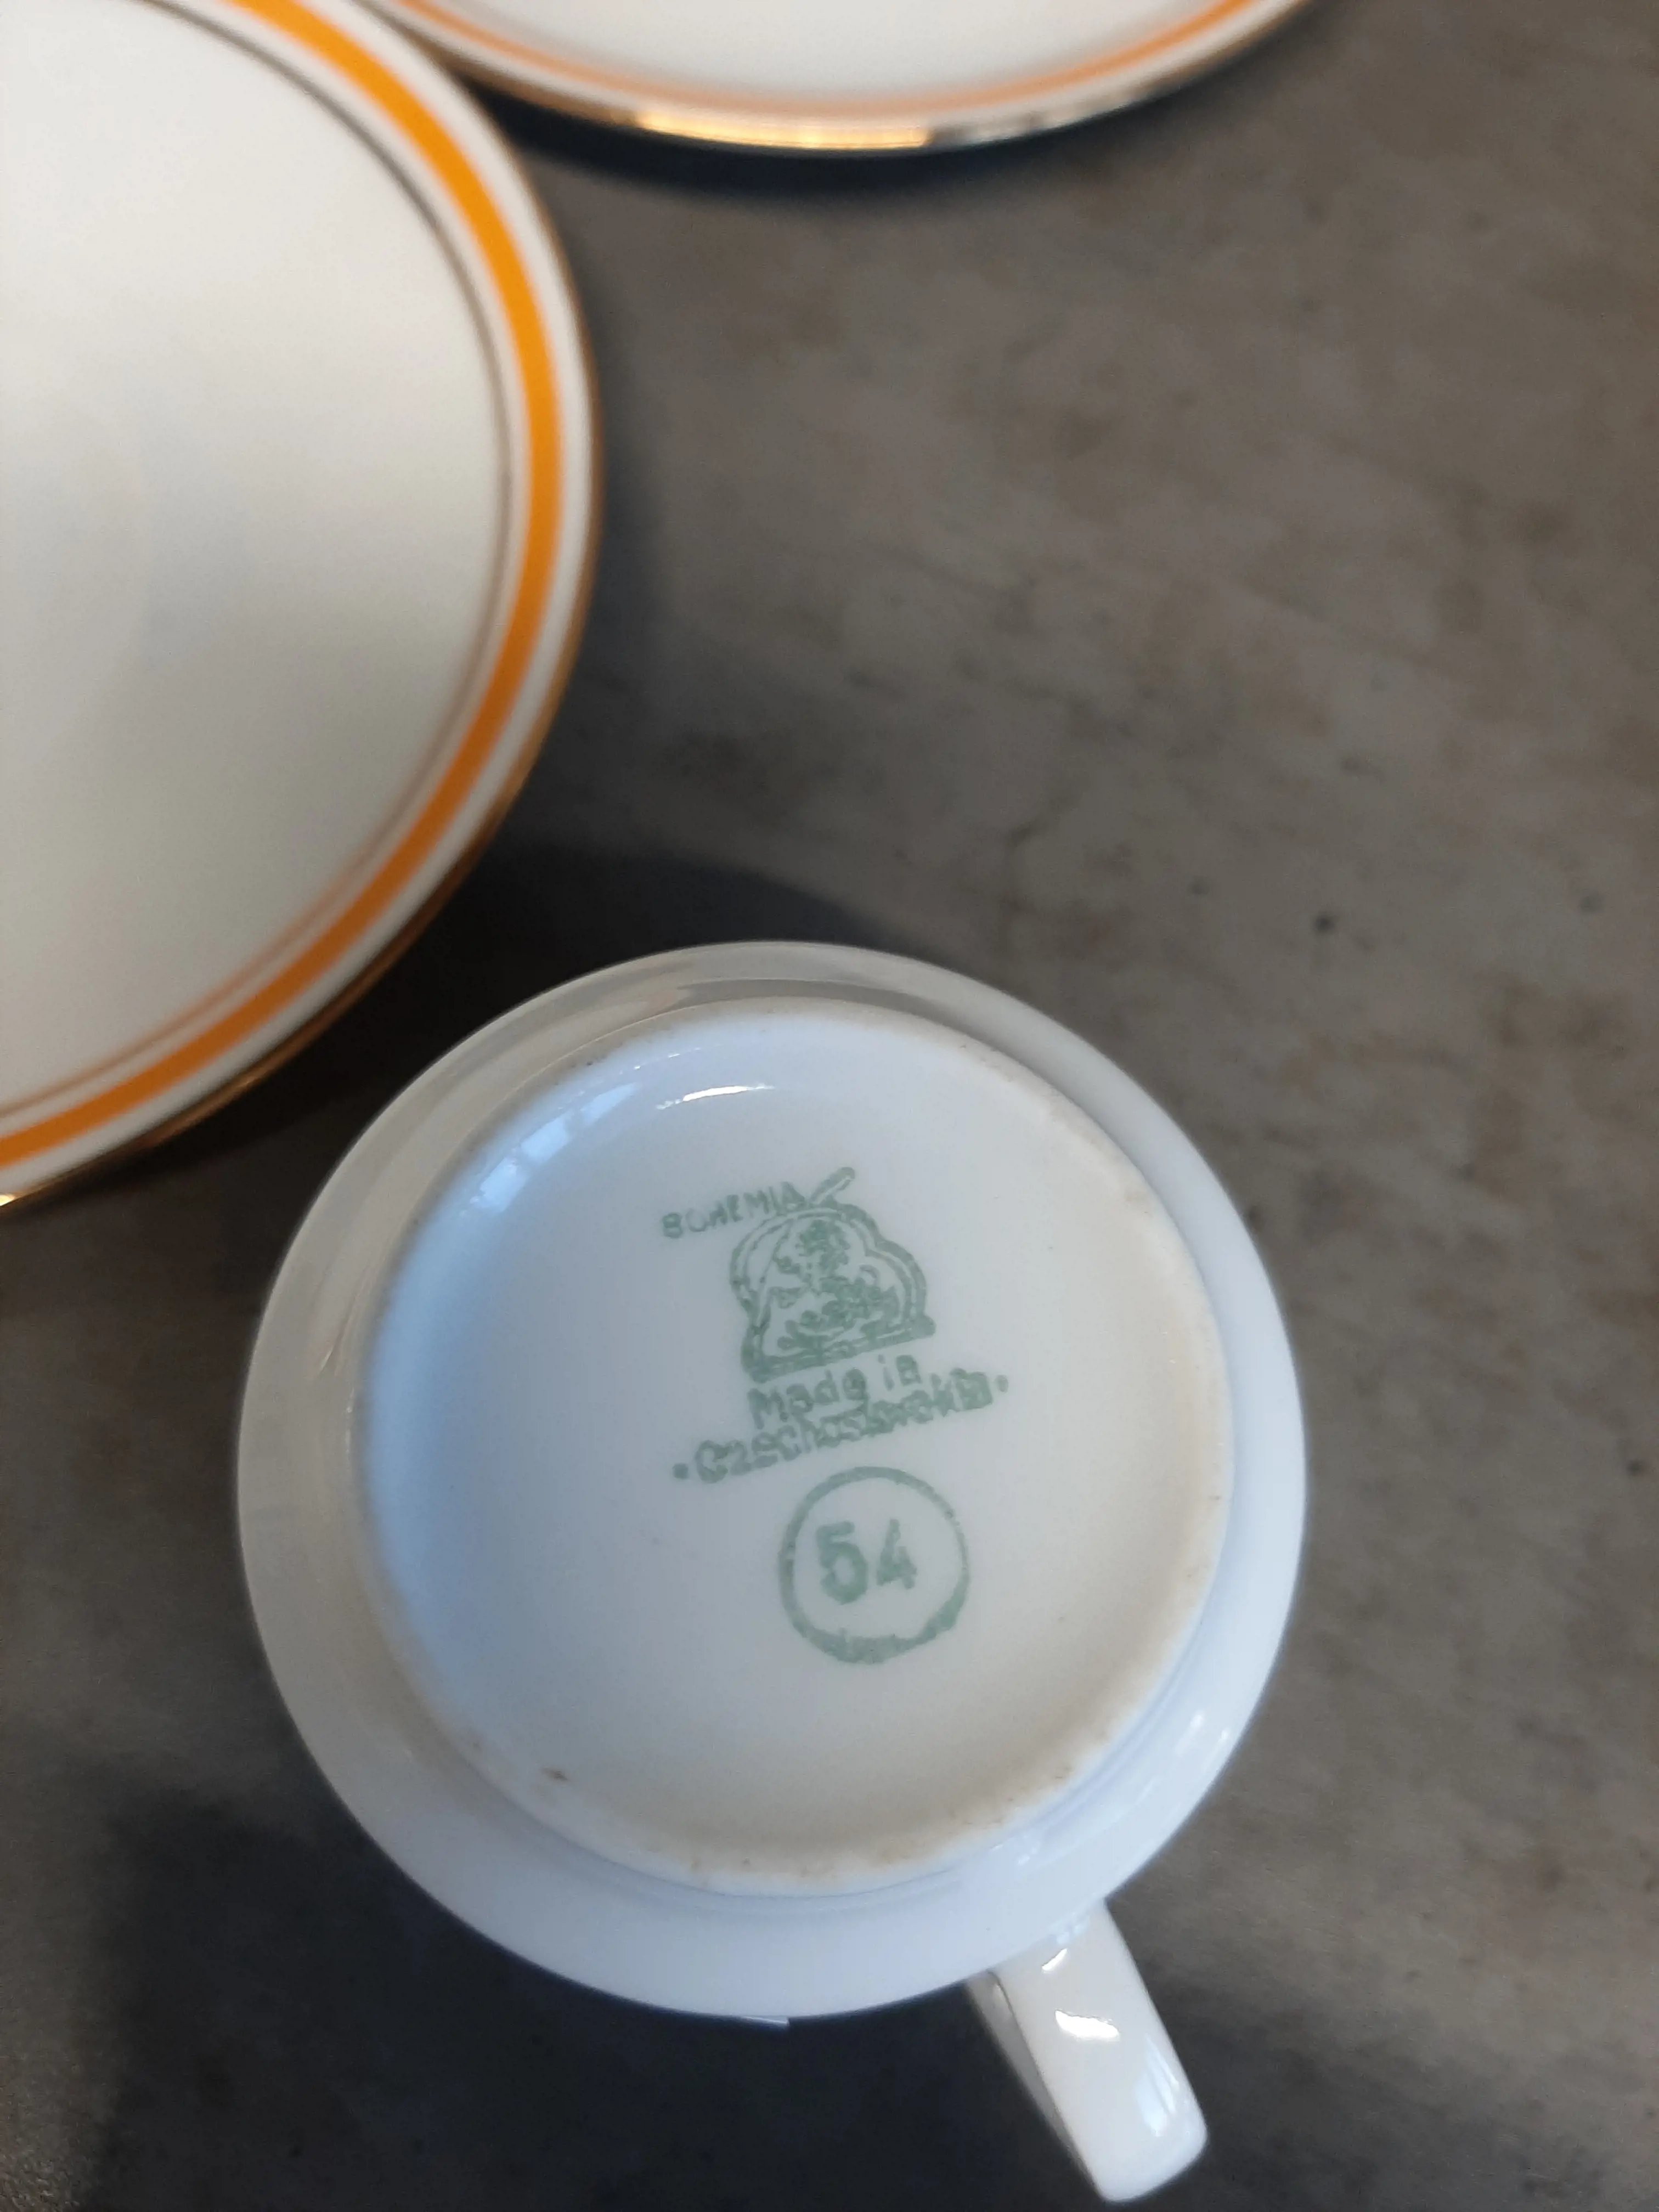 BOHEMIA
Made in
· Czechoslovakia ·
54